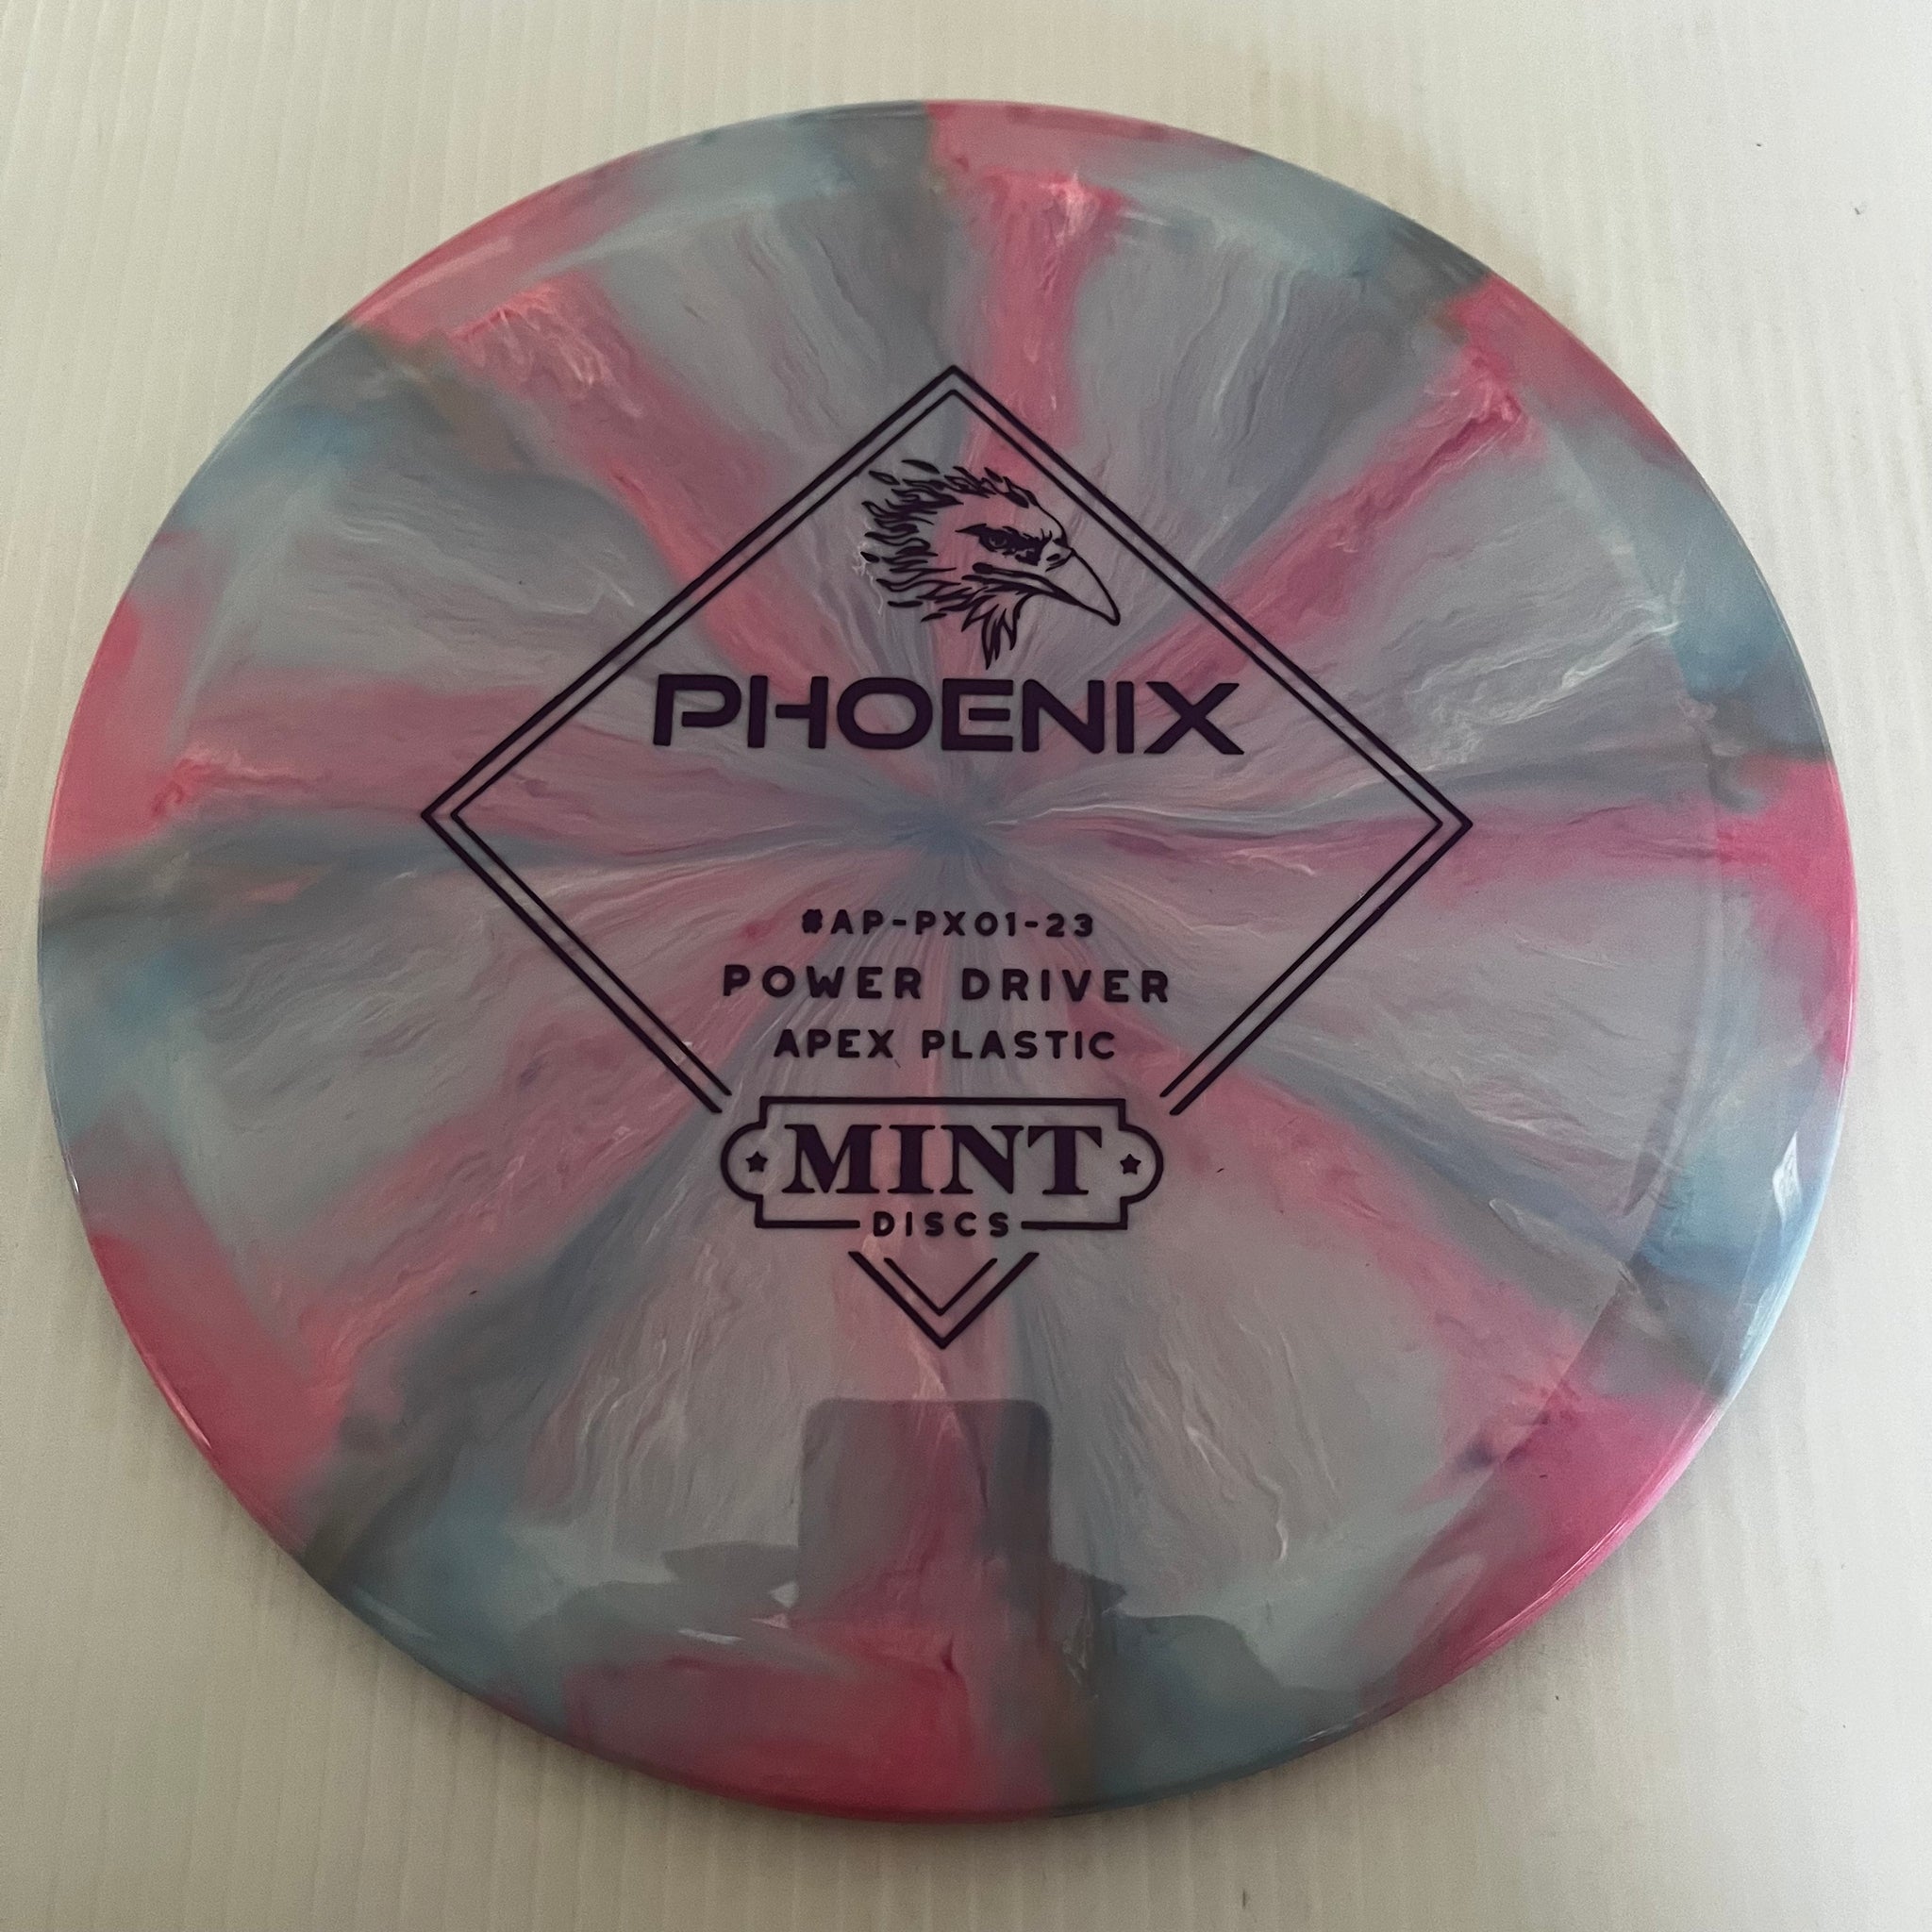 PHOENIX
#AP-PX01-23
POWER DRIVER
APEX PLASTIC
MINT
DISCS